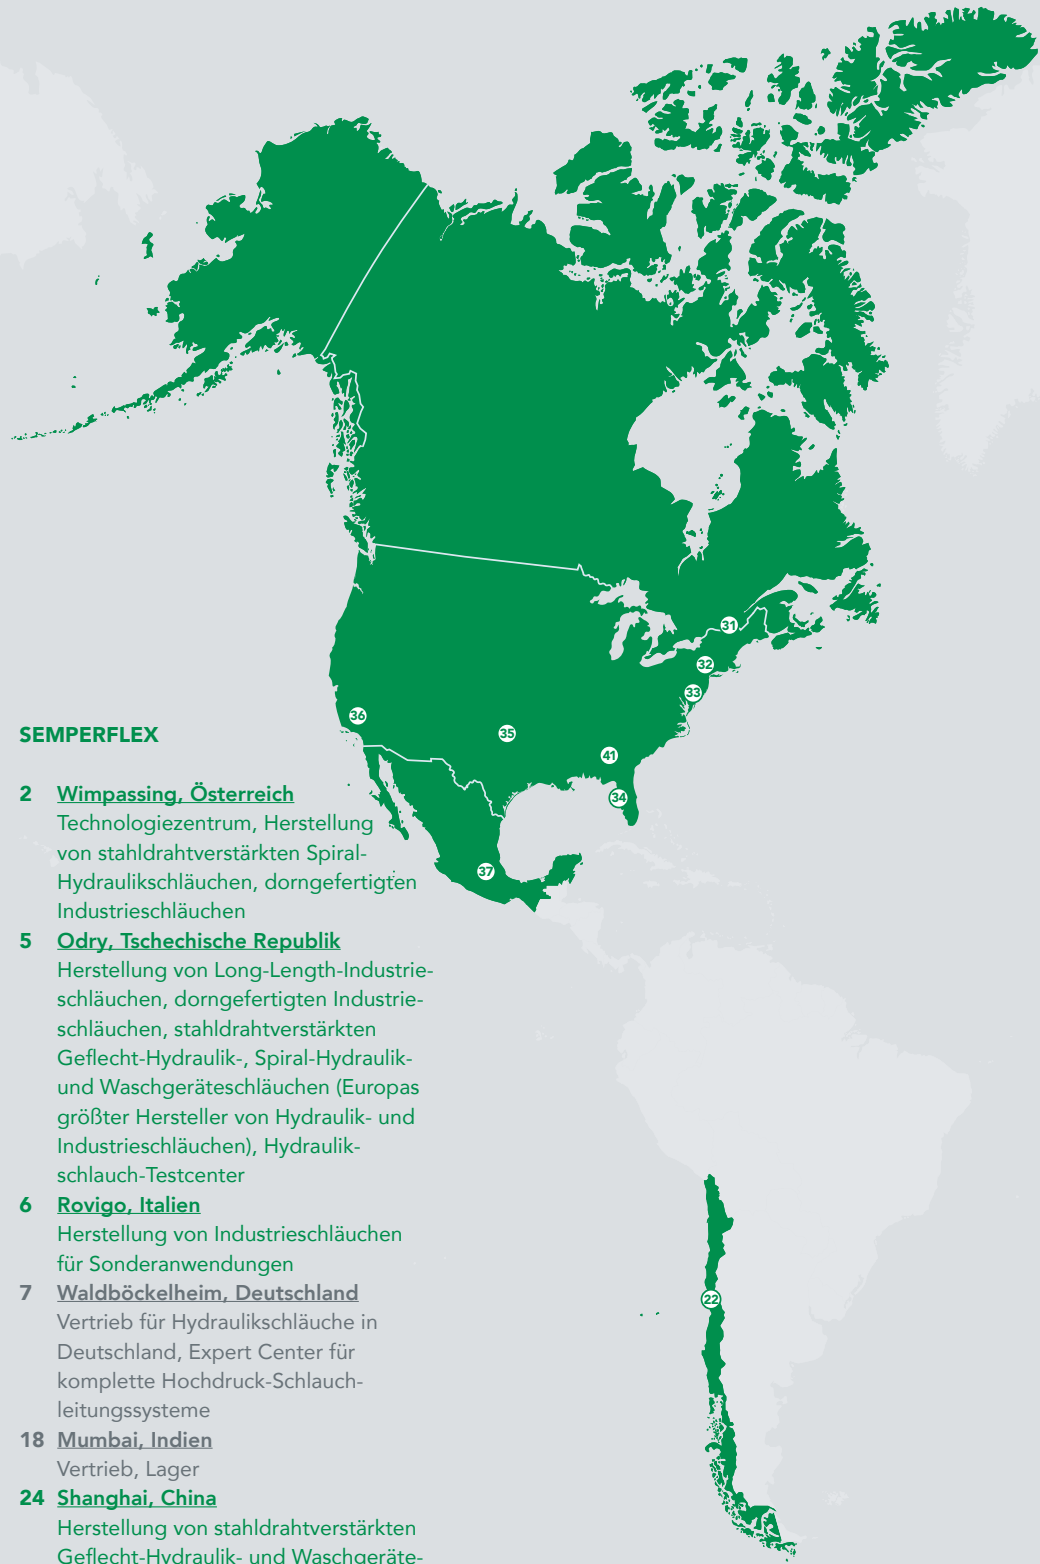 31
32
33
36
35
41
34
37
22
SEMPERFLEX
2 Wimpassing, Österreich
Technologiezentrum, Herstellung
von stahldrahtverstärkten Spiral-
Hydraulikschläuchen, dorngefertigten
Industrieschläuchen
5 Odry, Tschechische Republik
Herstellung von Long-Length-Industrie-
schläuchen, dorngefertigten Industrie-
schläuchen, stahldrahtverstärkten
Geflecht-Hydraulik-, Spiral-Hydraulik-
und Waschgeräteschläuchen (Europas
größter Hersteller von Hydraulik- und
Industrieschläuchen), Hydraulik-
schlauch-Testcenter
6 Rovigo, Italien
Herstellung von Industrieschläuchen
für Sonderanwendungen
7 Waldböckelheim, Deutschland
Vertrieb für Hydraulikschläuche in
Deutschland, Expert Center für
komplette Hochdruck-Schlauch-
leitungssysteme
18 Mumbai, Indien
Vertrieb, Lager
24 Shanghai, China
Herstellung von stahldrahtverstärkten
Geflecht-Hydraulik- und Waschgeräte-